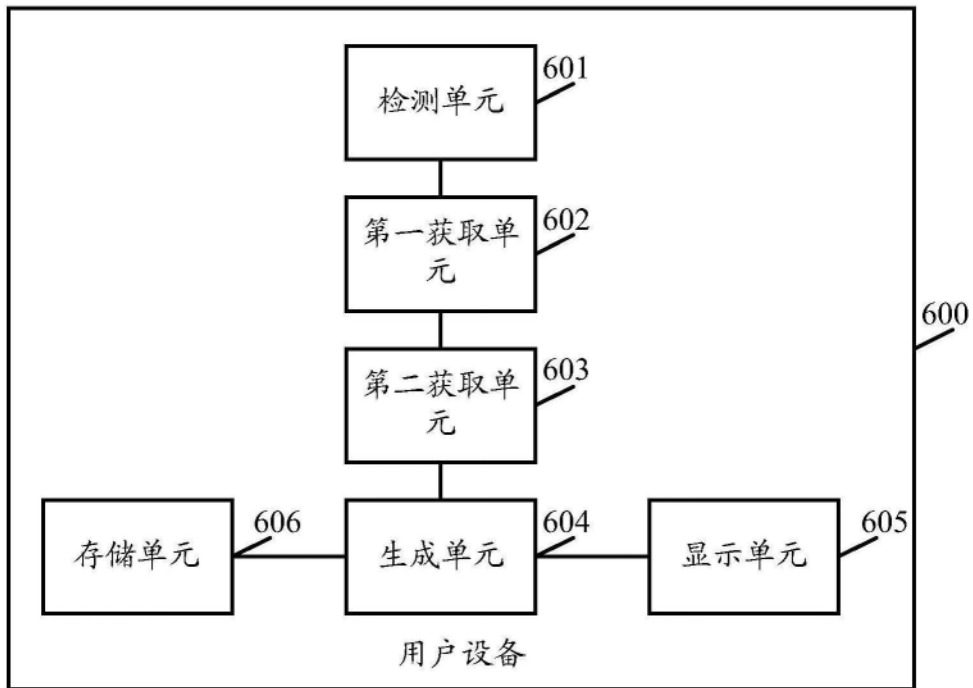 601
检测单元
602
第一获取单
元
600
603
第二获取单
元
606
604
605
存储单元
生成单元
显示单元
用户设备